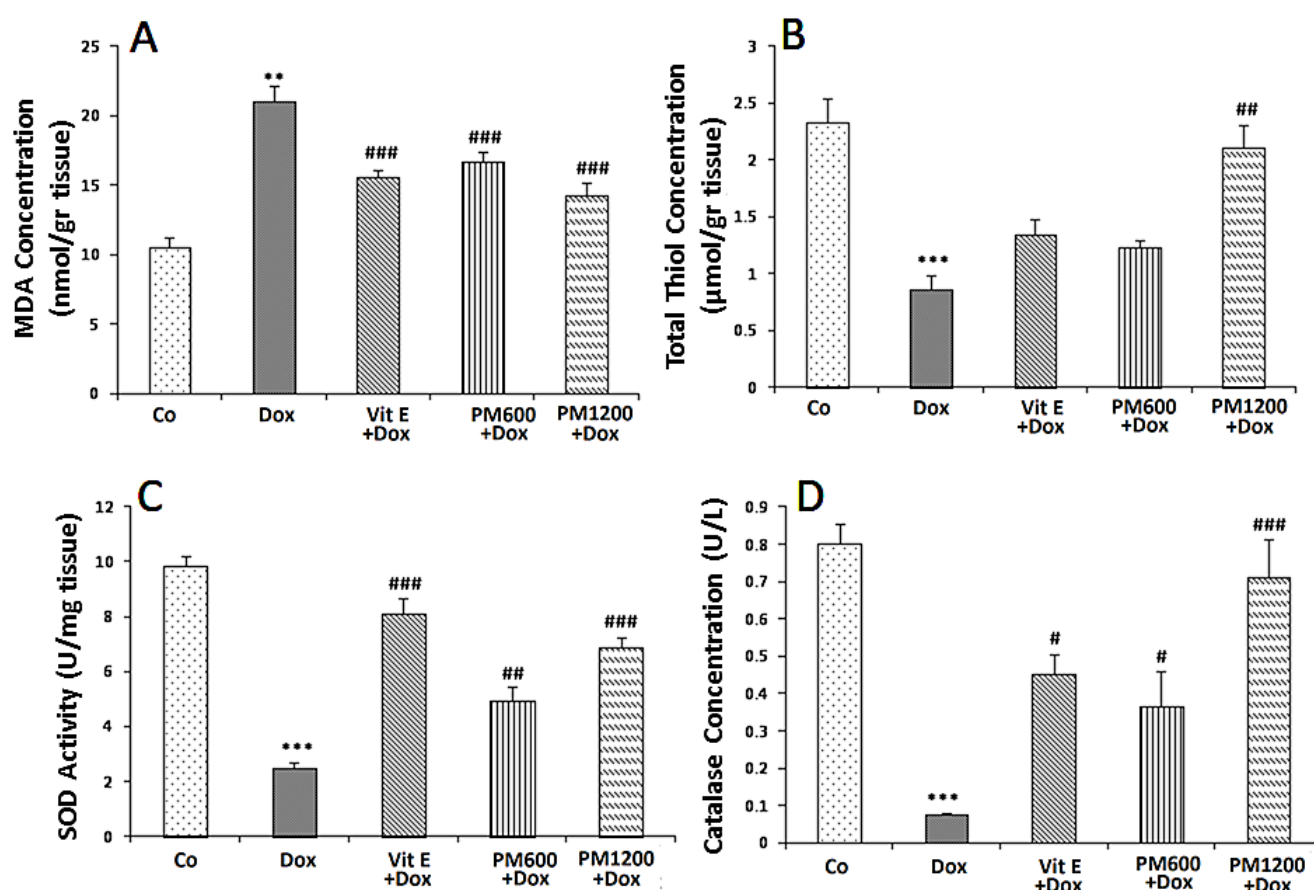 A
MDA Concentration
(nmol/gr tissue)
25
20
15
10
5
0
**
###
###
###
Co
Dox
Vit E
+Dox
PM600
+Dox
PM1200
+Dox
B
Total Thiol Concentration
(µmol/gr tissue)
3
2.5
2
1.5
1
0.5
0
***
##
Co
Dox
Vit E
+Dox
PM600
+Dox
PM1200
+Dox
C
SOD Activity (U/mg tissue)
12
10
8
6
4
2
0
***
###
##
###
Co
Dox
Vit E
+Dox
PM600
+Dox
PM1200
+Dox
D
Catalase Concentration (U/L)
0.9
0.8
0.7
0.6
0.5
0.4
0.3
0.2
0.1
0
***
#
#
###
Co
Dox
Vit E
+Dox
PM600
+Dox
PM1200
+Dox